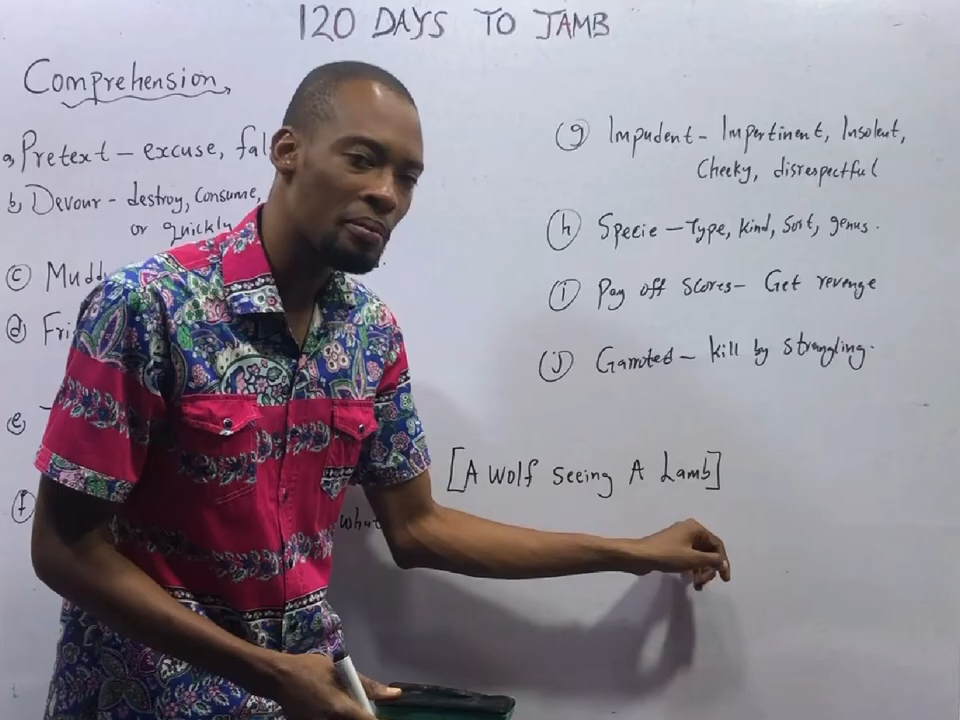 120 DAYS TO JAMB
Comprehension
a, Pretext – excuse, fal
b, Devour – destroy, Consume,
or quickly
c Mudd
d Fri
e
f
what
g Impudent – Impertinent, Insolent,
Cheeky, disrespectful
h Specie – Type, kind, Sort, genus.
i Pay off Scores – Get revenge
j Garroted – kill by Strangling.
[A wolf Seeing A Lamb]